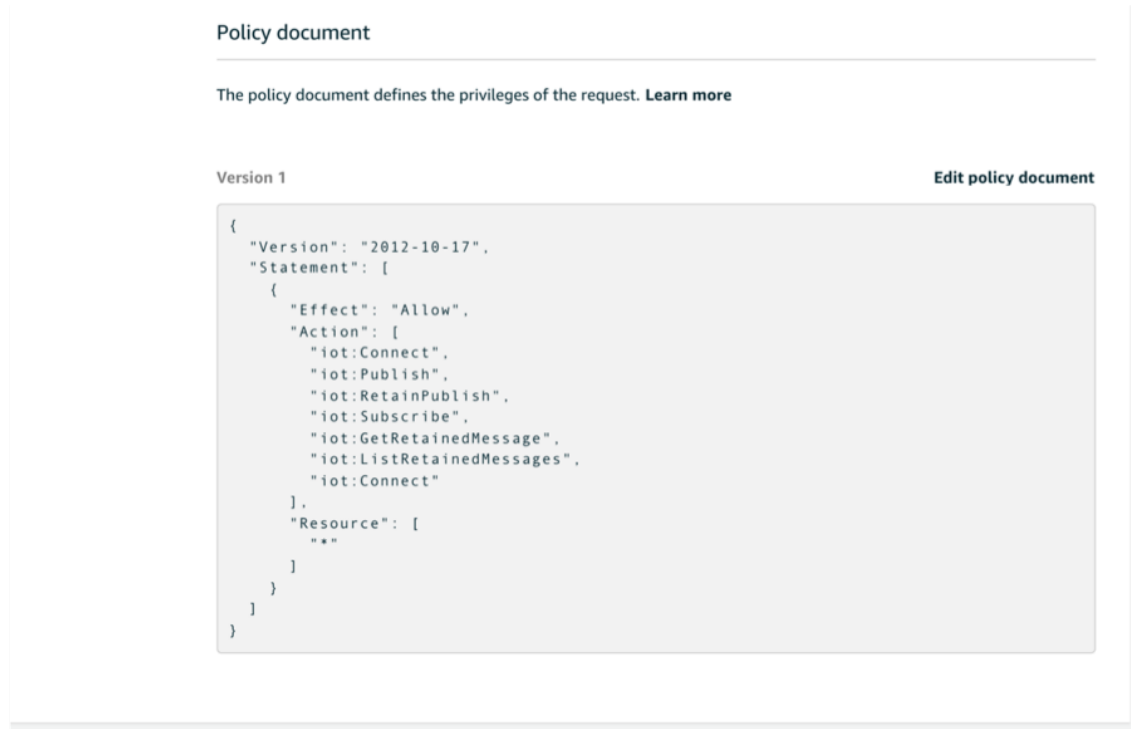 Policy document
The policy document defines the privileges of the request. Learn more
Version 1
Edit policy document
{
"Version": "2012-10-17",
"Statement": [
{
"Effect": "Allow",
"Action": [
"iot:Connect",
"iot:Publish",
"iot:RetainPublish",
"iot:Subscribe",
"iot:GetRetainedMessage",
"iot:ListRetainedMessages",
"iot:Connect"
],
"Resource": [
"*"
]
}
]
}